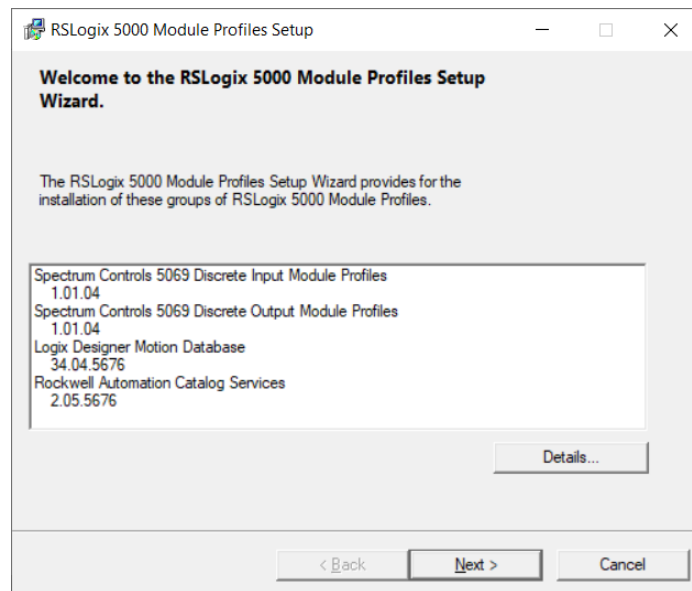 RSLogix 5000 Module Profiles Setup
Welcome to the RSLogix 5000 Module Profiles Setup
Wizard.
The RSLogix 5000 Module Profiles Setup Wizard provides for the
installation of these groups of RSLogix 5000 Module Profiles.
Spectrum Controls 5069 Discrete Input Module Profiles
1.01.04
Spectrum Controls 5069 Discrete Output Module Profiles
1.01.04
Logix Designer Motion Database
34.04.5676
Rockwell Automation Catalog Services
2.05.5676
Details...
< Back
Next >
Cancel